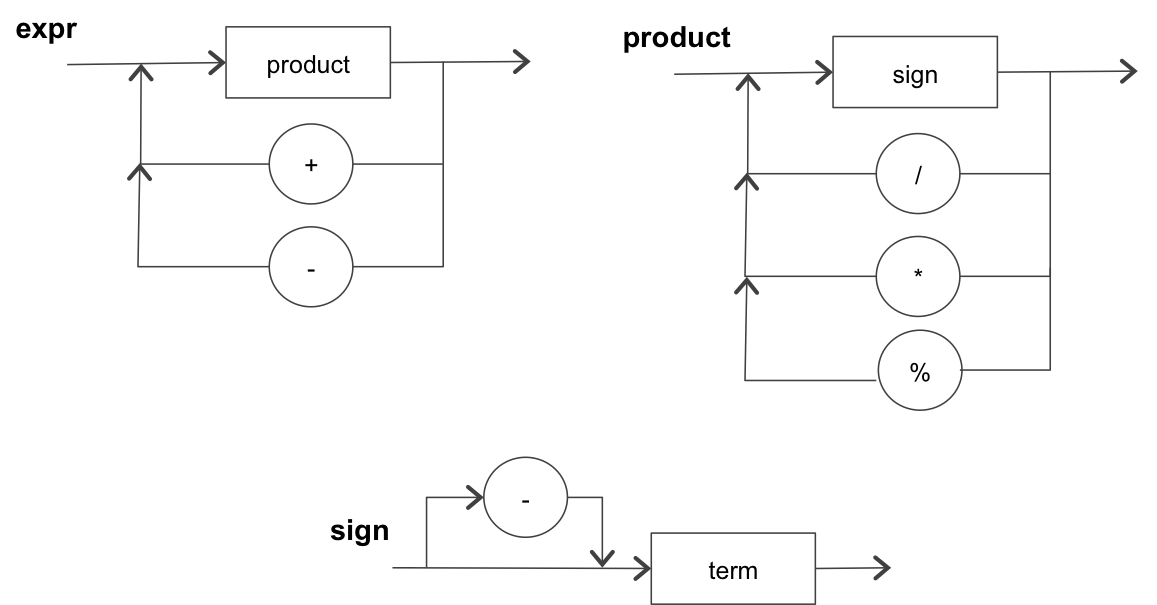 expr
product
+
-
product
sign
/
*
%
sign
-
term